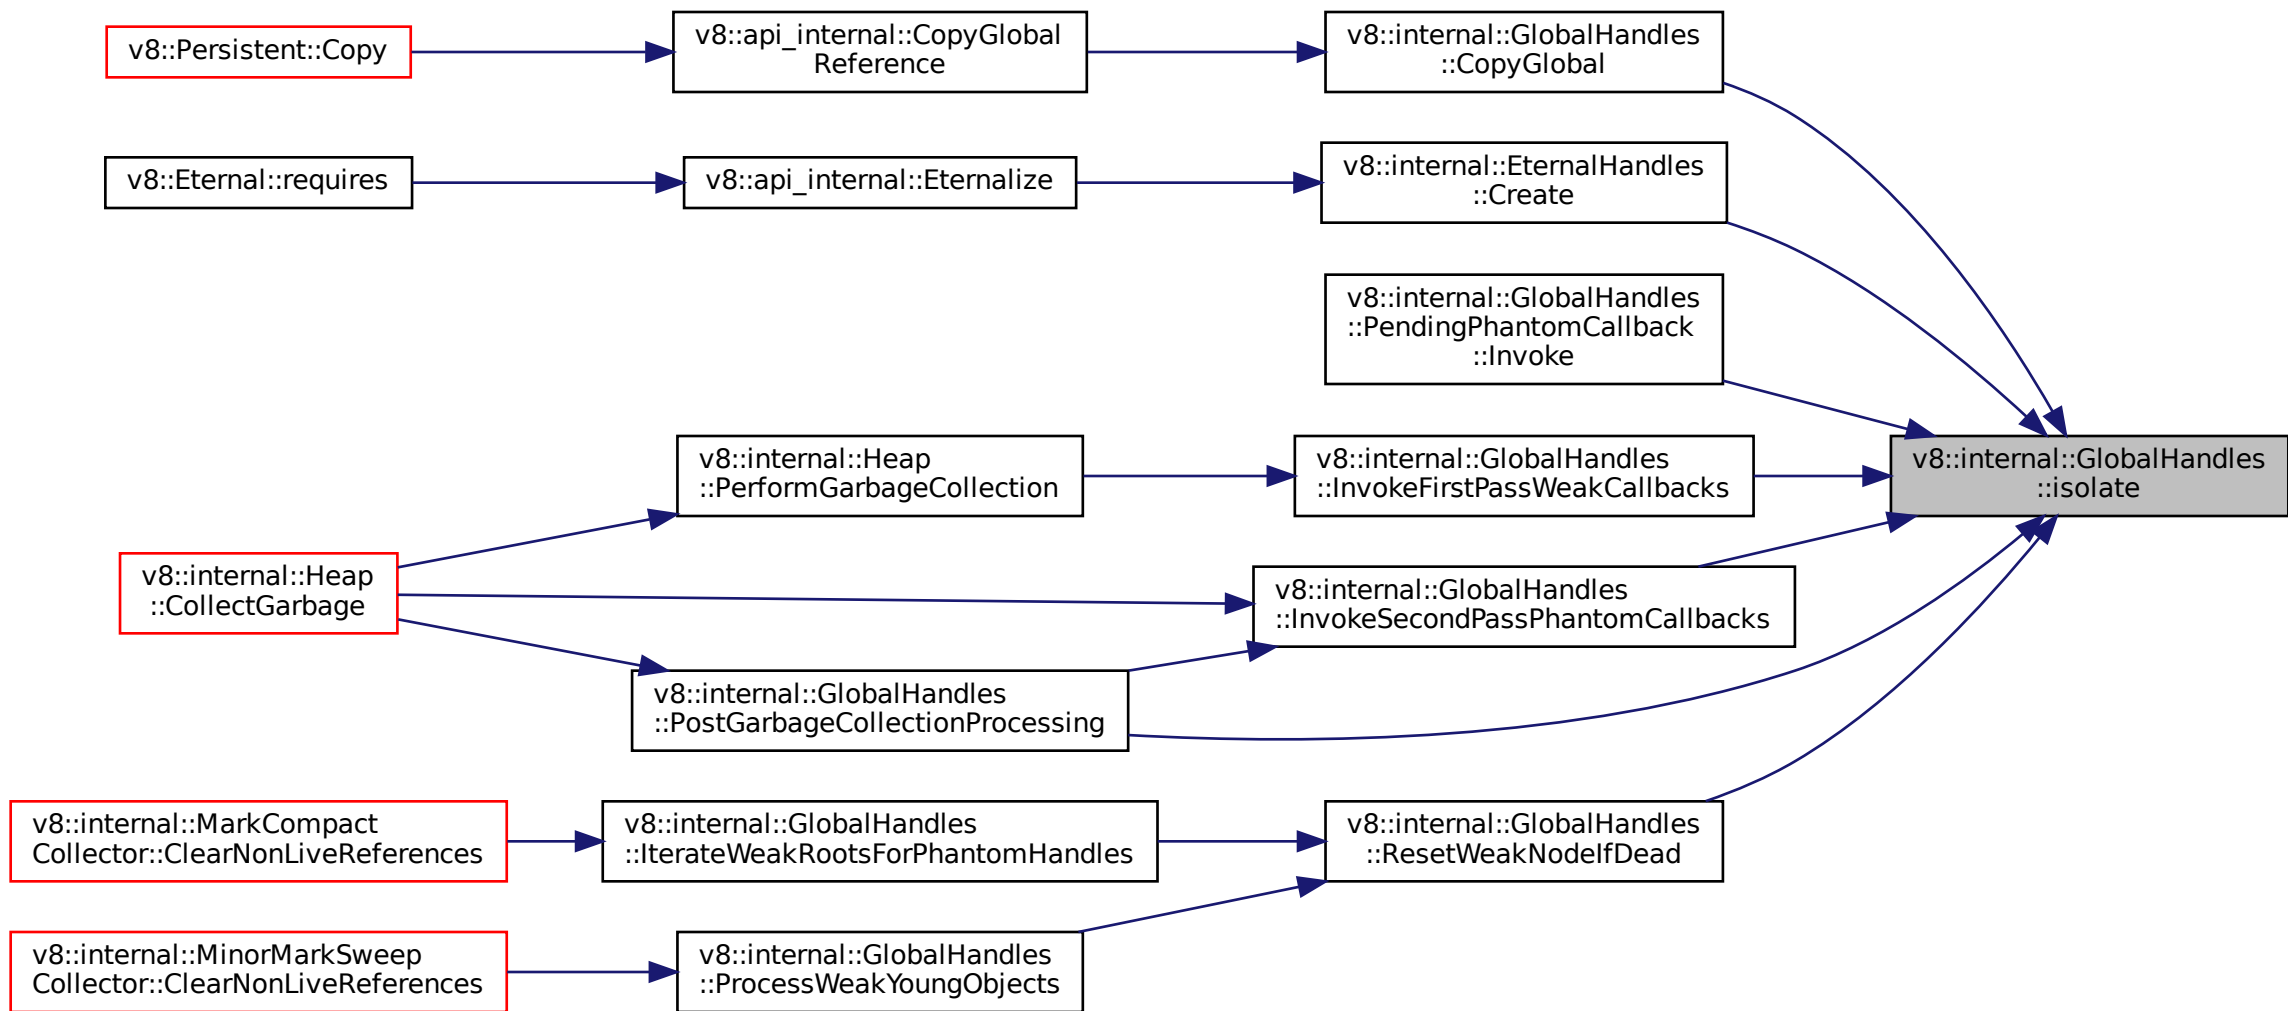 v8::Persistent::Copy
v8::api_internal::CopyGlobal
Reference
v8::internal::GlobalHandles
::CopyGlobal
v8::Eternal::requires
v8::api_internal::Eternalize
v8::internal::EternalHandles
::Create
v8::internal::GlobalHandles
::PendingPhantomCallback
::Invoke
v8::internal::Heap
::PerformGarbageCollection
v8::internal::GlobalHandles
::InvokeFirstPassWeakCallbacks
v8::internal::GlobalHandles
::isolate
v8::internal::Heap
::CollectGarbage
v8::internal::GlobalHandles
::InvokeSecondPassPhantomCallbacks
v8::internal::GlobalHandles
::PostGarbageCollectionProcessing
v8::internal::MarkCompact
Collector::ClearNonLiveReferences
v8::internal::GlobalHandles
::IterateWeakRootsForPhantomHandles
v8::internal::GlobalHandles
::ResetWeakNodeIfDead
v8::internal::MinorMarkSweep
Collector::ClearNonLiveReferences
v8::internal::GlobalHandles
::ProcessWeakYoungObjects